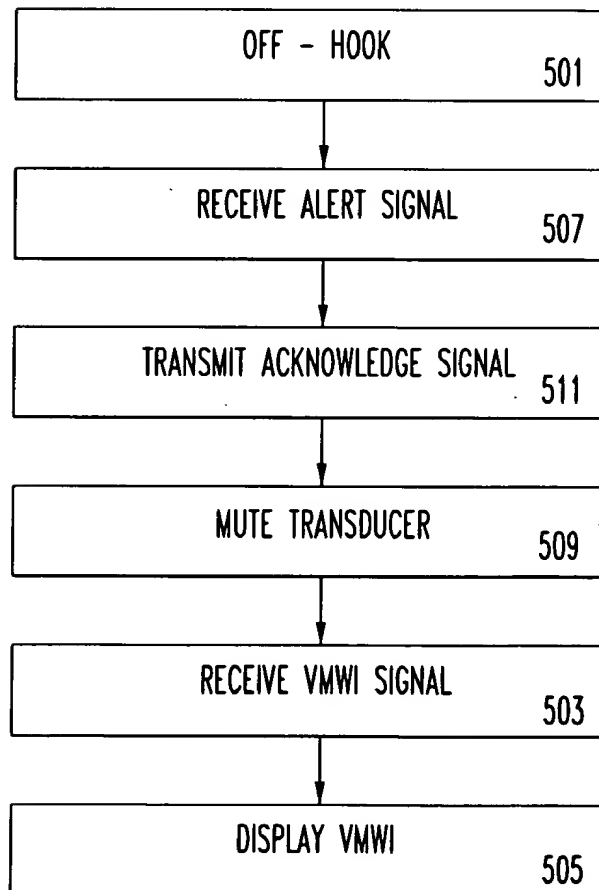 OFF - HOOK
501
RECEIVE ALERT SIGNAL
507
TRANSMIT ACKNOWLEDGE SIGNAL
511
MUTE TRANSDUCER
509
RECEIVE VMWI SIGNAL
503
DISPLAY VMWI
505